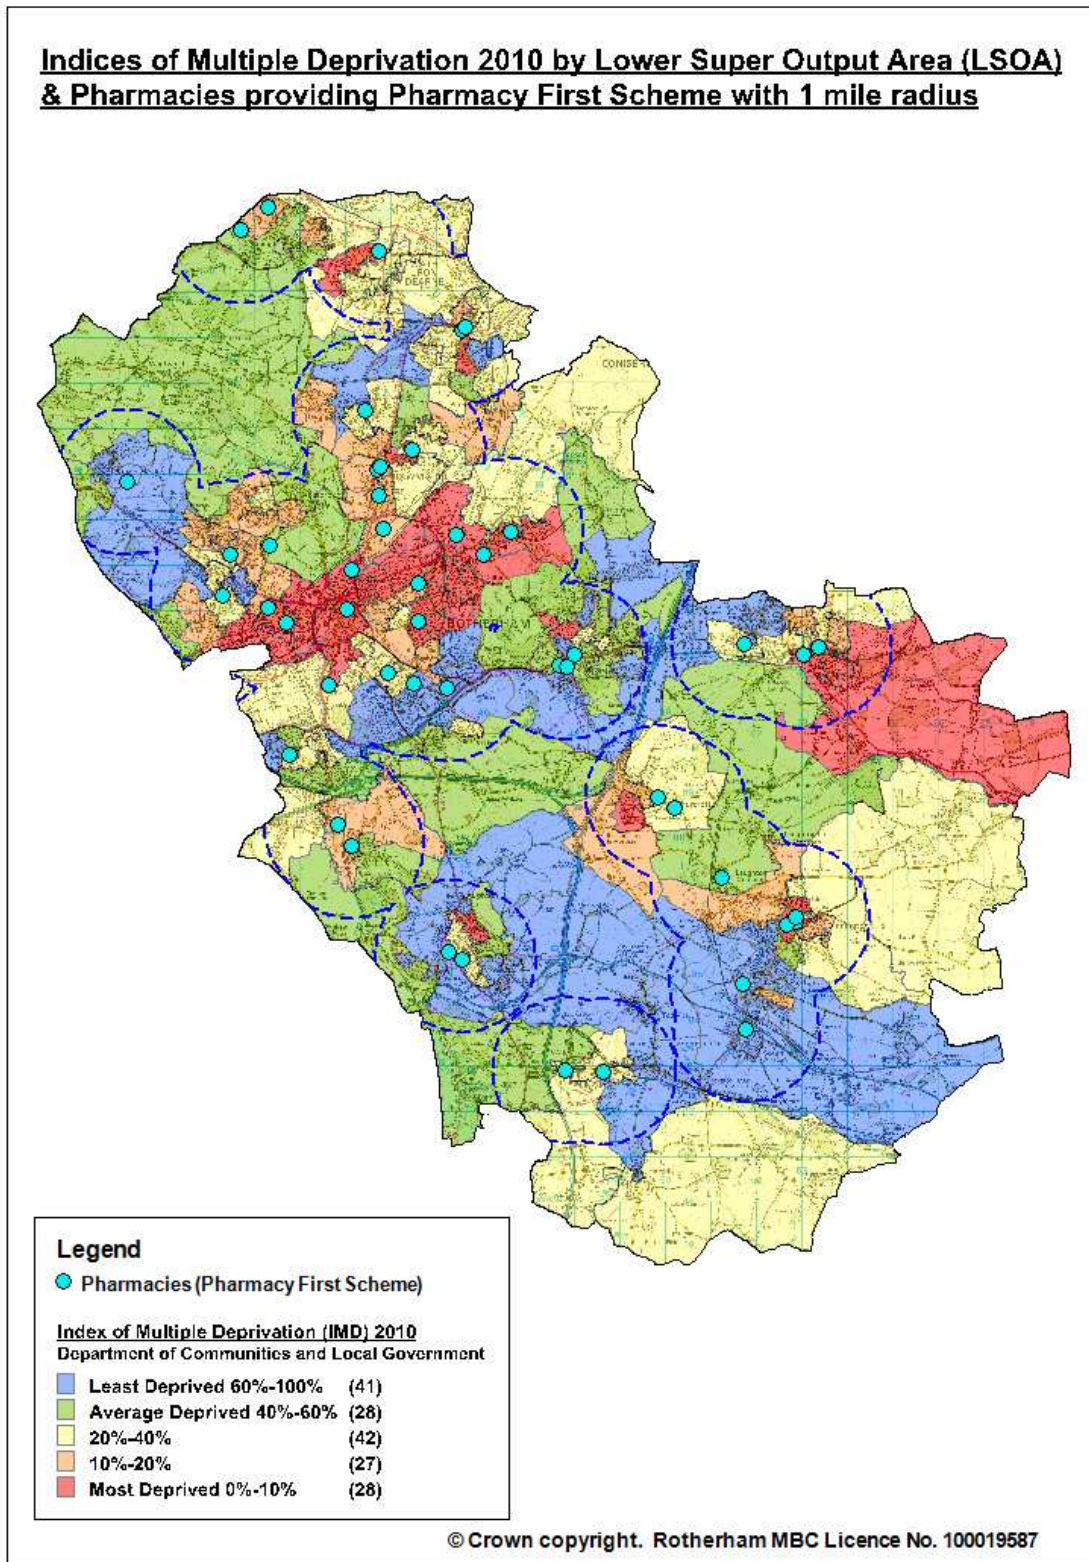 Indices of Multiple Deprivation 2010 by Lower Super Output Area (LSOA)
& Pharmacies providing Pharmacy First Scheme with 1 mile radius
CONISB
ROTHERHAM
Legend
Pharmacies (Pharmacy First Scheme)
Index of Multiple Deprivation (IMD) 2010
Department of Communities and Local Government
Least Deprived 60%-100% (41)
Average Deprived 40%-60% (28)
20%-40% (42)
10%-20% (27)
Most Deprived 0%-10% (28)
© Crown copyright. Rotherham MBC Licence No. 100019587